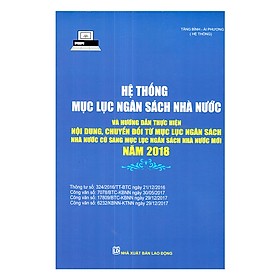 TĂNG BÌNH - ÁI PHƯƠNG
( HỆ THỐNG)
HỆ THỐNG
MỤC LỤC NGÂN SÁCH NHÀ NƯỚC
VÀ HƯỚNG DẪN THỰC HIỆN
NỘI DUNG, CHUYỂN ĐỔI TỪ MỤC LỤC NGÂN SÁCH
NHÀ NƯỚC CŨ SANG MỤC LỤC NGÂN SÁCH NHÀ NƯỚC MỚI
NĂM 2018
Thông tư số: 324/2016/TT-BTC ngày 21/12/2016
Công văn số: 7078/BTC-KBNN ngày 30/05/2017
Công văn số: 17809/BTC-KBNN ngày 29/12/2017
Công văn số: 6232/KBNN-KTNN ngày 29/12/2017
NHÀ XUẤT BẢN LAO ĐỘNG